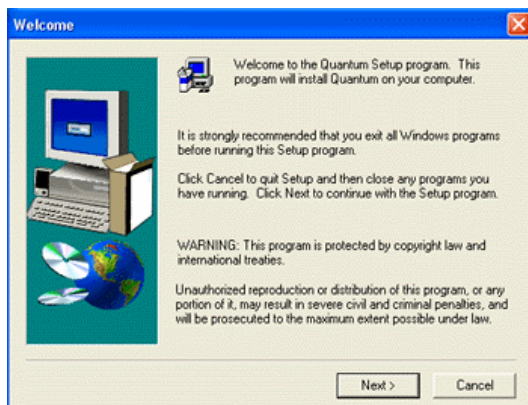 Welcome
Welcome to the Quantum Setup program. This
program will install Quantum on your computer.
It is strongly recommended that you exit all Windows programs
before running this Setup program.
Click Cancel to quit Setup and then close any programs you
have running. Click Next to continue with the Setup program.
WARNING: This program is protected by copyright law and
international treaties.
Unauthorized reproduction or distribution of this program, or any
portion of it, may result in severe civil and criminal penalties, and
will be prosecuted to the maximum extent possible under law.
Next >
Cancel